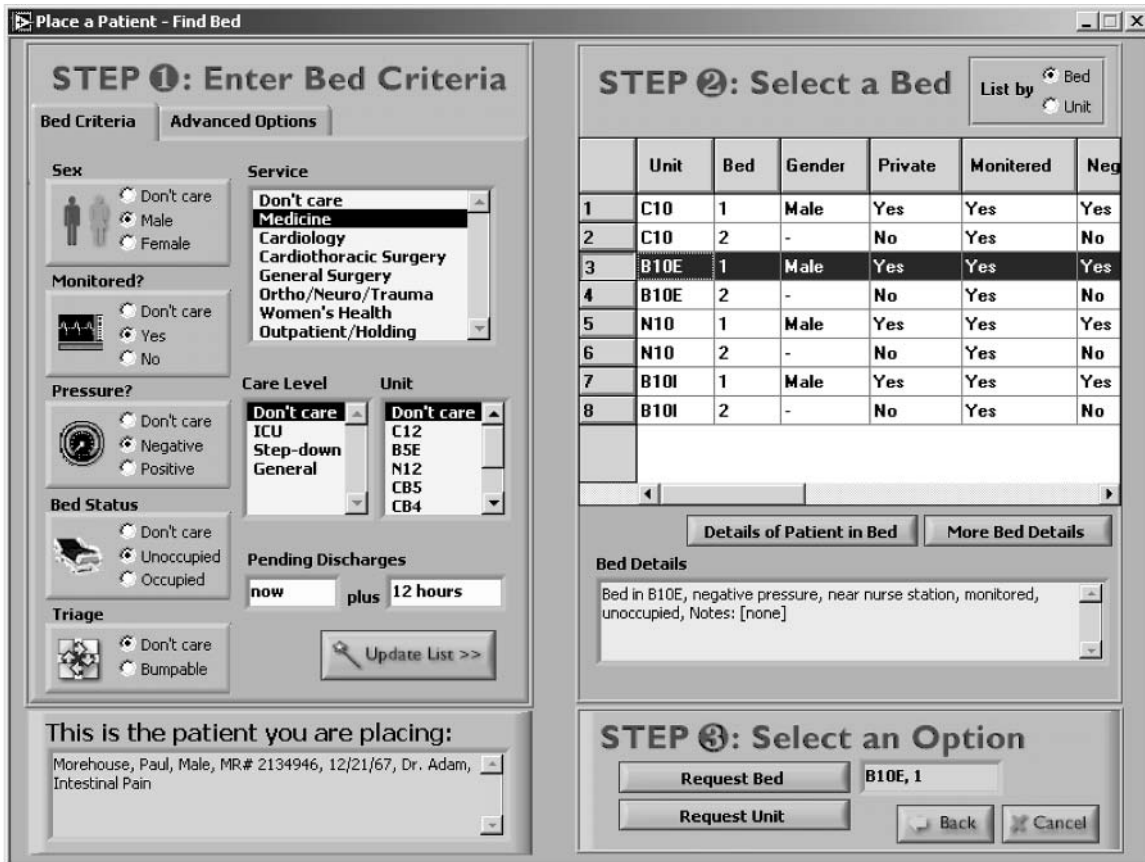 Place a Patient - Find Bed
STEP ❶: Enter Bed Criteria
Bed Criteria
Advanced Options
Sex
Don't care
Male
Female
Monitored?
Don't care
Yes
No
Pressure?
Don't care
Negative
Positive
Bed Status
Don't care
Unoccupied
Occupied
Triage
Don't care
Bumpable
Service
Don't care
Medicine
Cardiology
Cardiothoracic Surgery
General Surgery
Ortho/Neuro/Trauma
Women's Health
Outpatient/Holding
Care Level
Don't care
ICU
Step-down
General
Unit
Don't care
C12
B5E
N12
CB5
CB4
Pending Discharges
now plus 12 hours
Update List >>
This is the patient you are placing:
Morehouse, Paul, Male, MR# 2134946, 12/21/67, Dr. Adam,
Intestinal Pain
STEP ❷: Select a Bed
List by
Bed
Unit
Unit Bed Gender Private Monitered Neg
1 C10 1 Male Yes Yes Yes
2 C10 2 - No Yes No
3 B10E 1 Male Yes Yes Yes
4 B10E 2 - No Yes No
5 N10 1 Male Yes Yes Yes
6 N10 2 - No Yes No
7 B10I 1 Male Yes Yes Yes
8 B10I 2 - No Yes No
Details of Patient in Bed
More Bed Details
Bed Details
Bed in B10E, negative pressure, near nurse station, monitored,
unoccupied, Notes: [none]
STEP ❸: Select an Option
Request Bed
B10E, 1
Request Unit
Back
Cancel